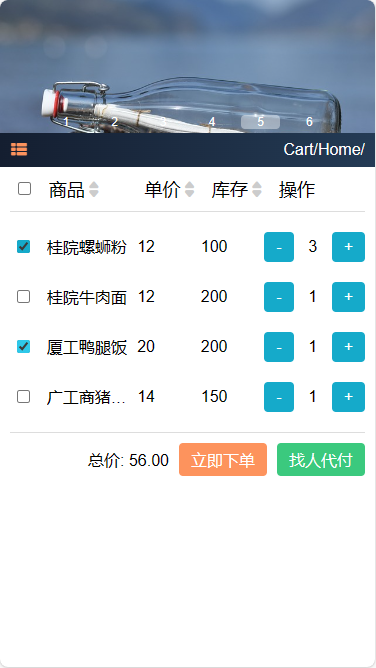 1 2 3 4 5 6
Cart/Home/
商品 单价 库存 操作
桂院螺蛳粉 12 100 - 3 +
桂院牛肉面 12 200 - 1 +
厦工鸭腿饭 20 200 - 1 +
广工商猪... 14 150 - 1 +
总价: 56.00 立即下单 找人代付